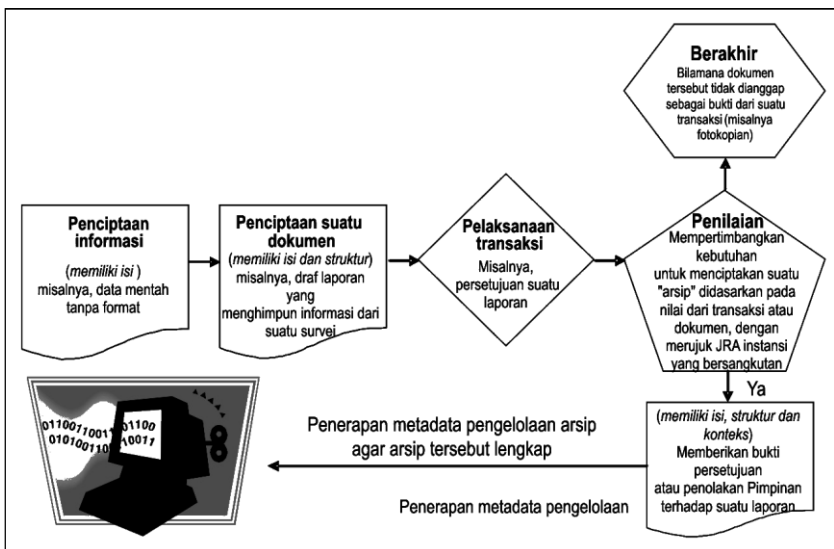 Penciptaan
informasi
(memiliki isi )
misalnya, data mentah
tanpa format
Penciptaan suatu
dokumen
(memiliki isi dan struktur)
misalnya, draf laporan
yang
menghimpun informasi dari
suatu survei
Pelaksanaan
transaksi
Misalnya,
persetujuan suatu
laporan
Berakhir
Bilamana dokumen
tersebut tidak dianggap
sebagai bukti dari suatu
transaksi (misalnya
fotokopian)
Penilaian
Mempertimbangkan
kebutuhan
untuk menciptakan suatu
"arsip" didasarkan pada
nilai dari transaksi atau
dokumen, dengan
merujuk JRA instansi
yang bersangkutan
Ya
(memiliki isi, struktur dan
konteks)
Memberikan bukti
persetujuan
atau penolakan Pimpinan
terhadap suatu laporan
Penerapan metadata pengelolaan arsip
agar arsip tersebut lengkap
Penerapan metadata pengelolaan